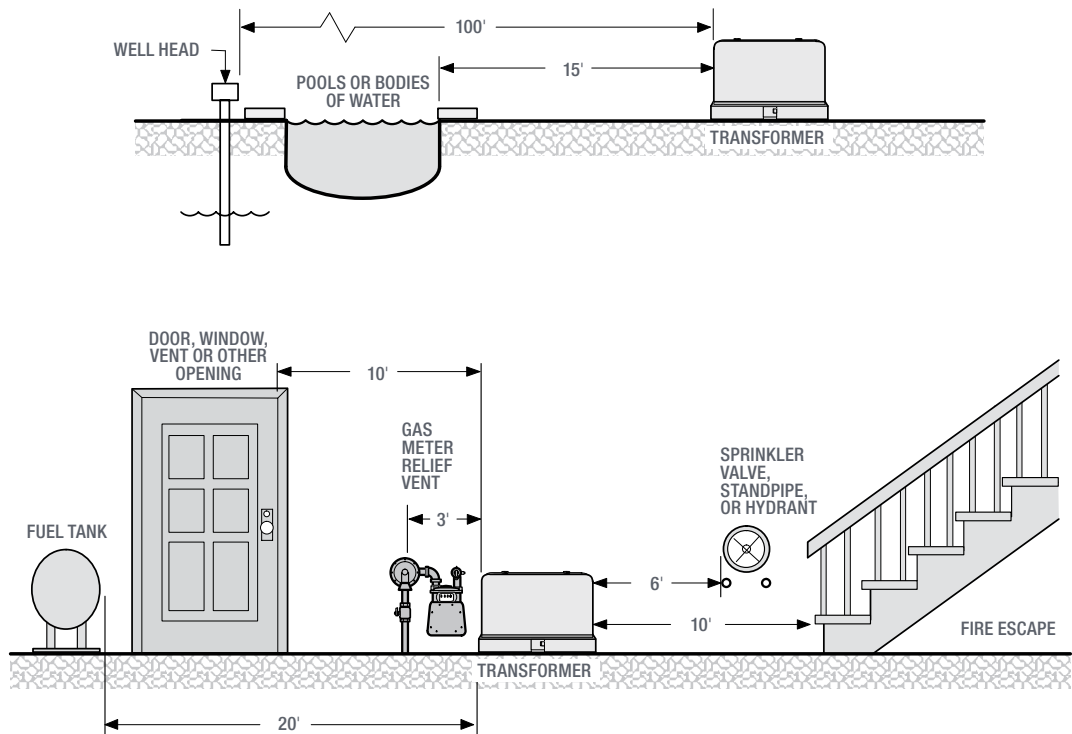 100'
WELL HEAD
POOLS OR BODIES
OF WATER
15'
TRANSFORMER
DOOR, WINDOW,
VENT OR OTHER
OPENING
10'
GAS
METER
RELIEF
VENT
3'
SPRINKLER
VALVE,
STANDPIPE,
OR HYDRANT
FUEL TANK
6'
10'
FIRE ESCAPE
TRANSFORMER
20'